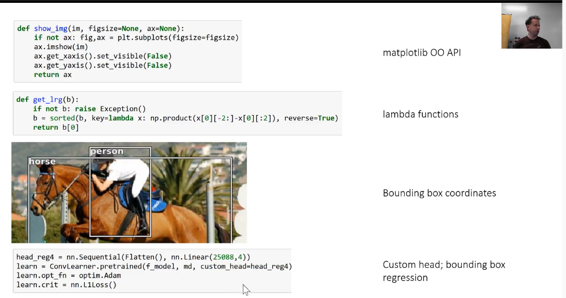 def show_img(im, figsize=None, ax=None):
    if not ax: fig,ax = plt.subplots(figsize=figsize)
    ax.imshow(im)
    ax.get_xaxis().set_visible(False)
    ax.get_yaxis().set_visible(False)
    return ax
matplotlib OO API
def get_lrg(b):
    if not b: raise Exception()
    b = sorted(b, key=lambda x: np.product(x[0][-2:]-x[0][:2]), reverse=True)
    return b[0]
lambda functions
person
horse
Bounding box coordinates
head_reg4 = nn.Sequential(Flatten(), nn.Linear(25088,4))
learn = ConvLearner.pretrained(f_model, md, custom_head=head_reg4)
learn.opt_fn = optim.Adam
learn.crit = nn.L1Loss()
Custom head; bounding box
regression